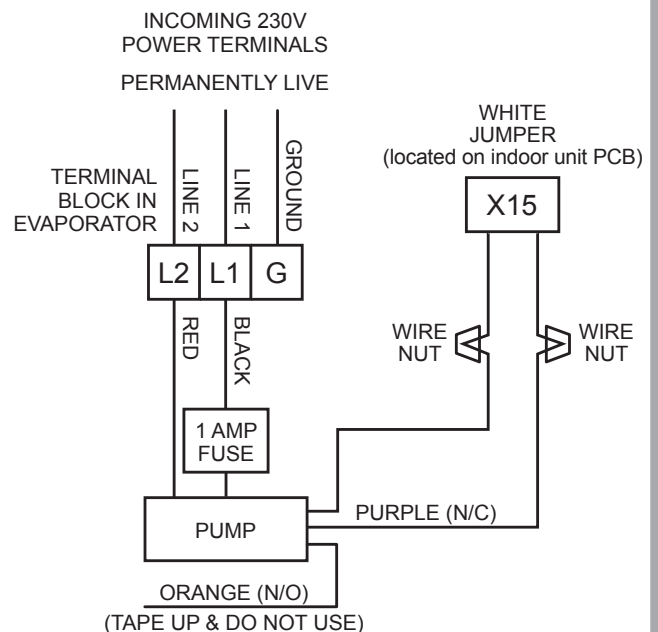 INCOMING 230V
POWER TERMINALS
PERMANENTLY LIVE
WHITE
JUMPER
(located on indoor unit PCB)
TERMINAL
BLOCK IN
EVAPORATOR
LINE 2
LINE 1
GROUND
X15
L2
L1
G
RED
BLACK
WIRE
NUT
WIRE
NUT
1 AMP
FUSE
PUMP
PURPLE (N/C)
ORANGE (N/O)
(TAPE UP & DO NOT USE)